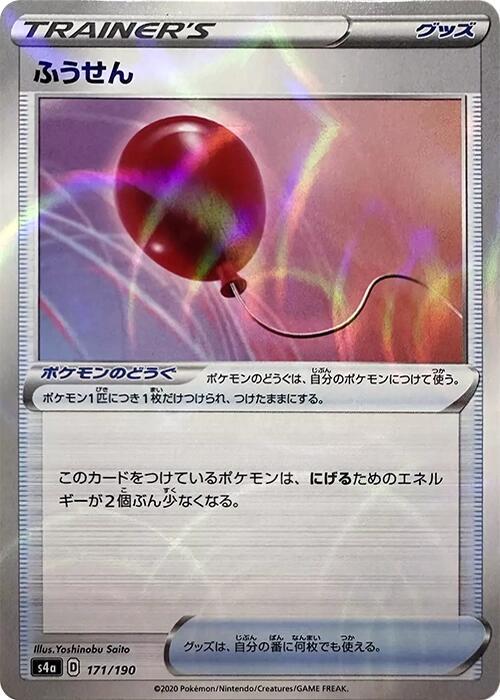 TRAINER'S グッズ
ふうせん
ポケモンのどうぐ ポケモンのどうぐは、自分のポケモンにつけて使う。
ポケモン1匹につき1枚だけつけられ、つけたままにする。
このカードをつけているポケモンは、にげるためのエネル
ギーが2個ぶん少なくなる。
Illus.Yoshinobu Saito
グッズは、自分の番に何枚でも使える。
s4a D 171/190
©2020 Pokémon/Nintendo/Creatures/GAME FREAK.